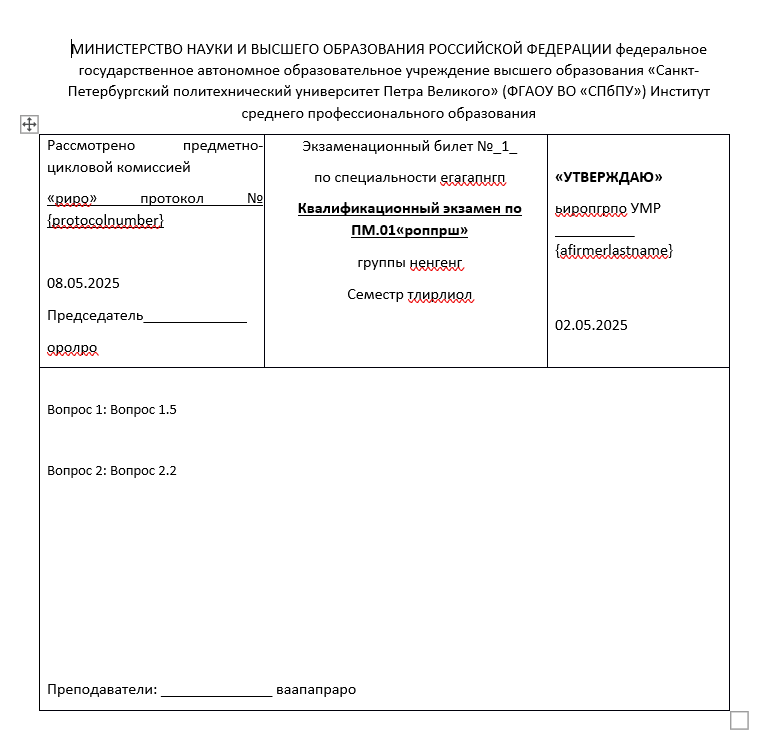 МИНИСТЕРСТВО НАУКИ И ВЫСШЕГО ОБРАЗОВАНИЯ РОССИЙСКОЙ ФЕДЕРАЦИИ федеральное
государственное автономное образовательное учреждение высшего образования «Санкт-
Петербургский политехнический университет Петра Великого» (ФГАОУ ВО «СПбПУ») Институт
среднего профессионального образования
Рассмотрено предметно-
цикловой комиссией
«риро» протокол №
{protocolnumber}
08.05.2025
Председатель______________
оролро
Экзаменационный билет №_1_
по специальности егагапнгп
Квалификационный экзамен по
ПМ.01«роппрш»
группы ненгенг
Семестр тлирлиол
«УТВЕРЖДАЮ»
ьиропгрпо УМР
___________
{afirmerlastname}
02.05.2025
Вопрос 1: Вопрос 1.5
Вопрос 2: Вопрос 2.2
Преподаватели: _______________ ваапапраро